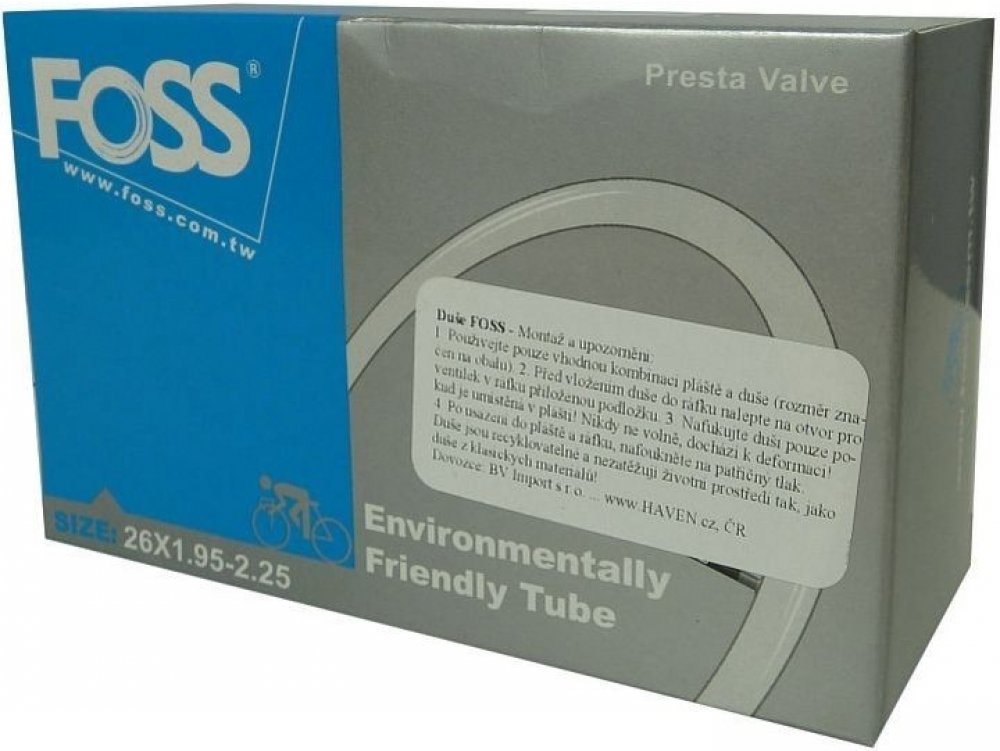 FOSS®
www.foss.com.tw
Presta Valve
Duše FOSS - Montáž a upozornění:
1. Používejte pouze vhodnou kombinaci pláště a duše (rozměr zna-
čen na obalu). 2. Před vložením duše do ráfku nalepte na otvor pro
ventilek v ráfku přiloženou podložku. 3. Nafukujte duši pouze po-
kud je umístěná v plášti! Nikdy ne volně, dochází k deformaci!
4. Po usazení do pláště a ráfku, nafoukněte na patřičný tlak.
Duše jsou recyklovatelné a nezatěžují životní prostředí tak, jako
duše z klasických materiálů!
Dovozce: BV Import s r.o. ... www.HAVEN.cz, ČR
SIZE: 26X1.95-2.25
Environmentally
Friendly Tube